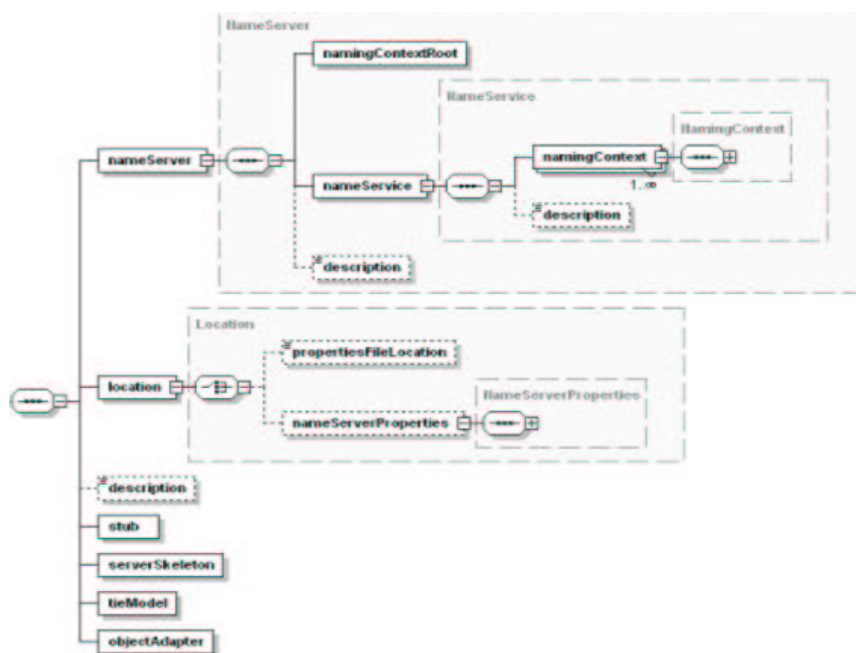 NameServer
namingContextRoot
NameService
NamingContext
nameServer
namingContext
nameService
1..∞
description
description
Location
propertiesFileLocation
location
NameServerProperties
nameServerProperties
description
stub
serverSkeleton
tieModel
objectAdapter